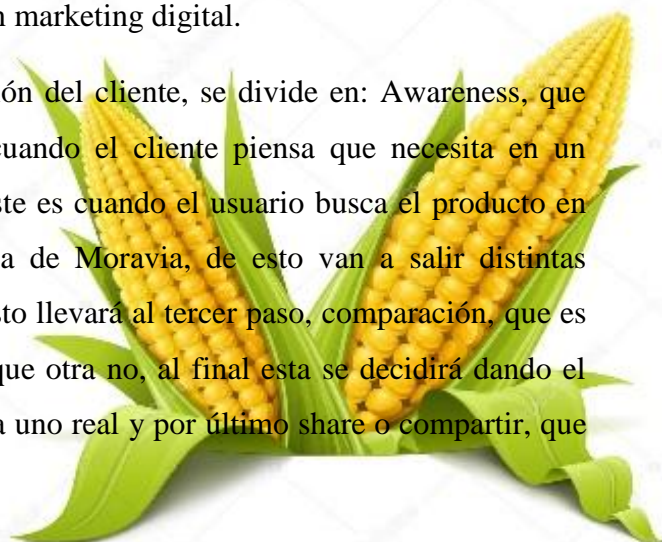 n marketing digital.
ón del cliente, se divide en: Awareness, que
cuando el cliente piensa que necesita en un
ste es cuando el usuario busca el producto en
a de Moravia, de esto van a salir distintas
sto llevará al tercer paso, comparación, que es
que otra no, al final esta se decidirá dando el
a uno real y por último share o compartir, que